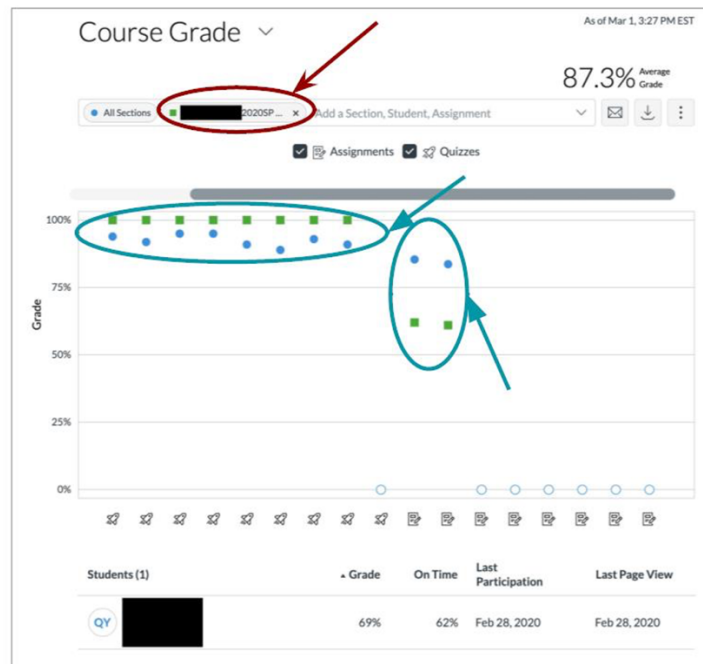 Course Grade
As of Mar 1, 3:27 PM EST
87.3% Average Grade
All Sections 2020SP ... × Add a Section, Student, Assignment
Assignments Quizzes
100%
75%
Grade
50%
25%
0%
Students (1) Grade On Time Last Participation Last Page View
QY 69% 62% Feb 28, 2020 Feb 28, 2020